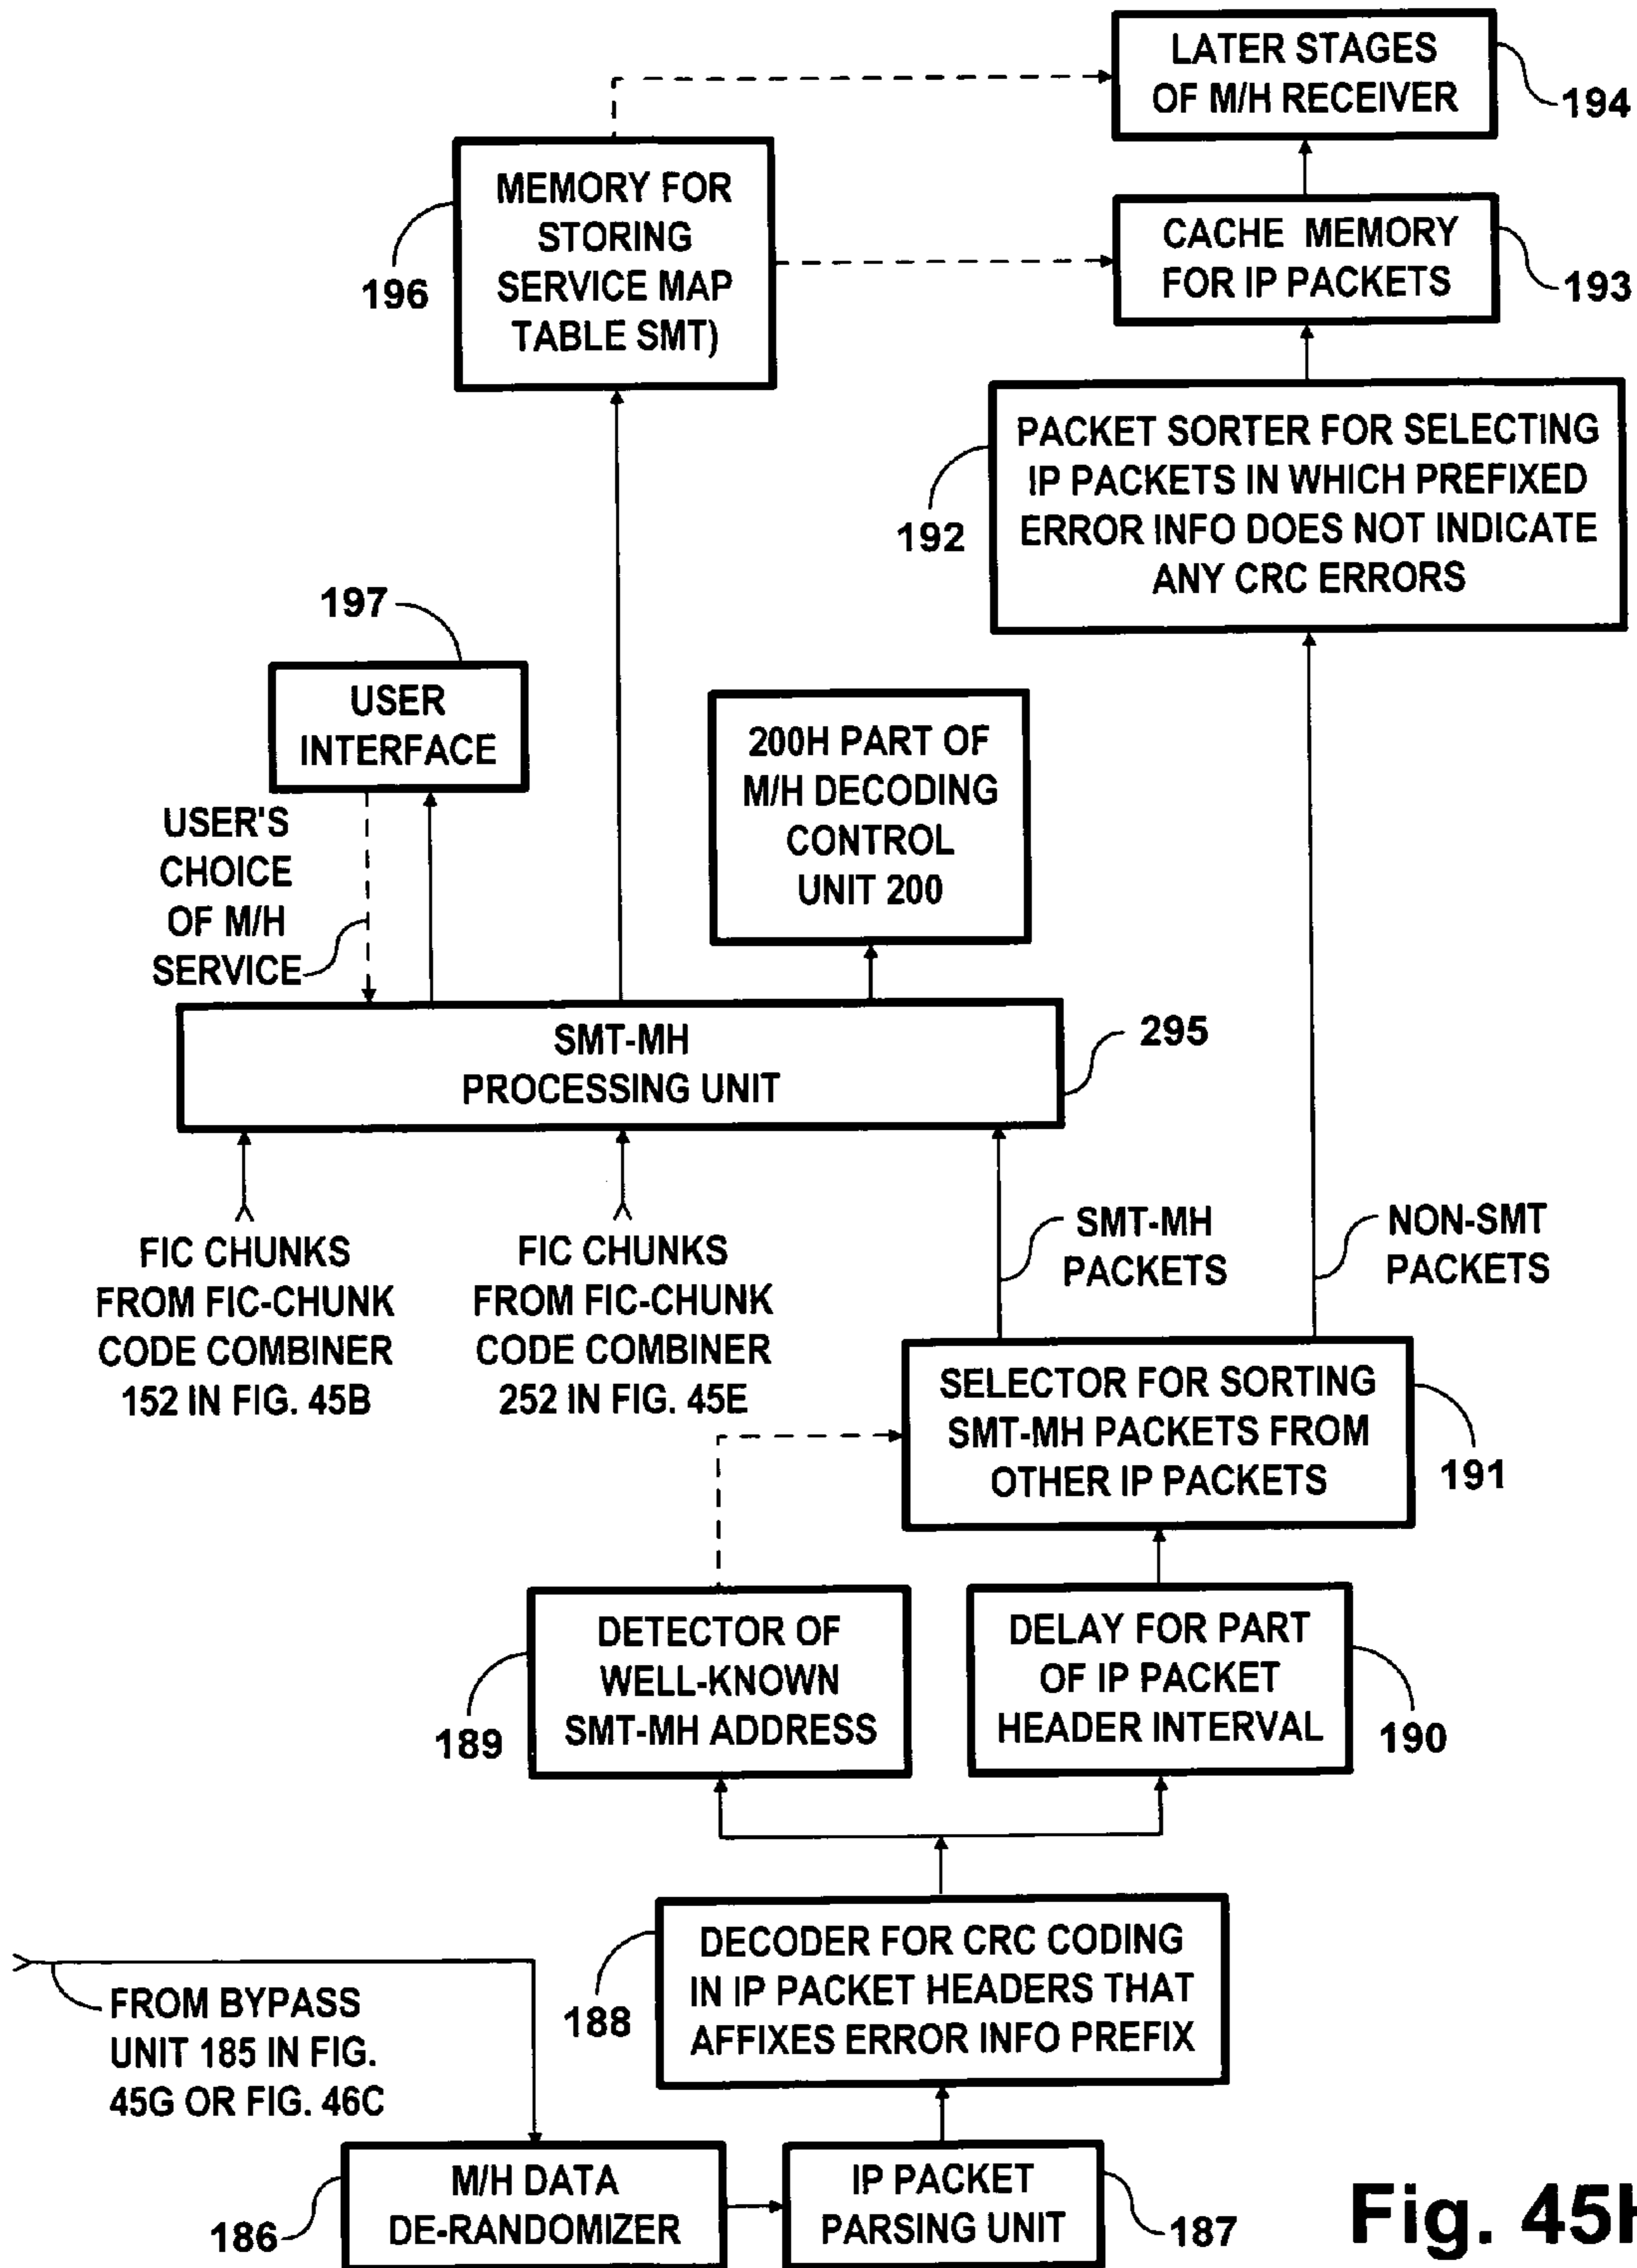 LATER STAGES
OF M/H RECEIVER
194
MEMORY FOR
STORING
SERVICE MAP
TABLE SMT)
196
CACHE MEMORY
FOR IP PACKETS
193
PACKET SORTER FOR SELECTING
IP PACKETS IN WHICH PREFIXED
ERROR INFO DOES NOT INDICATE
ANY CRC ERRORS
192
197
USER
INTERFACE
200H PART OF
M/H DECODING
CONTROL
UNIT 200
USER'S
CHOICE
OF M/H
SERVICE
SMT-MH
PROCESSING UNIT
295
FIC CHUNKS
FROM FIC-CHUNK
CODE COMBINER
152 IN FIG. 45B
FIC CHUNKS
FROM FIC-CHUNK
CODE COMBINER
252 IN FIG. 45E
SMT-MH
PACKETS
NON-SMT
PACKETS
SELECTOR FOR SORTING
SMT-MH PACKETS FROM
OTHER IP PACKETS
191
DETECTOR OF
WELL-KNOWN
SMT-MH ADDRESS
189
DELAY FOR PART
OF IP PACKET
HEADER INTERVAL
190
DECODER FOR CRC CODING
IN IP PACKET HEADERS THAT
AFFIXES ERROR INFO PREFIX
188
FROM BYPASS
UNIT 185 IN FIG.
45G OR FIG. 46C
M/H DATA
DE-RANDOMIZER
186
IP PACKET
PARSING UNIT
187
Fig. 45H